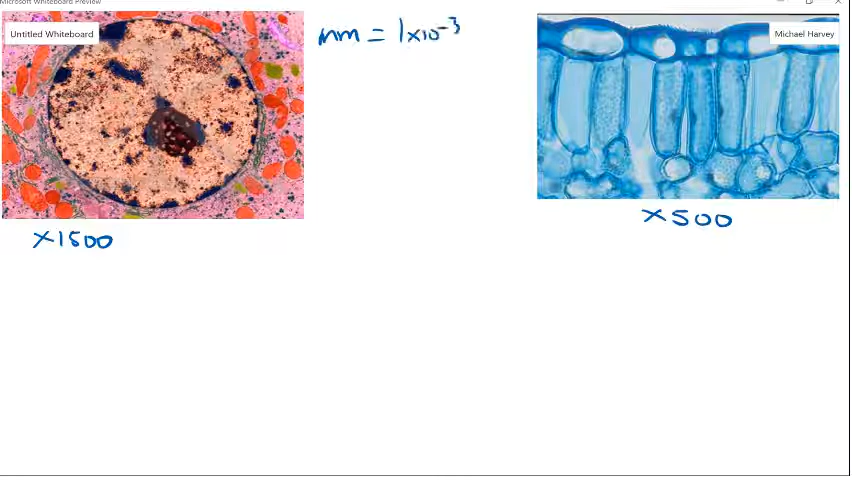 Microsoft Whiteboard Preview
Untitled Whiteboard
mm = 1x10-3
Michael Harvey
x1500
x500